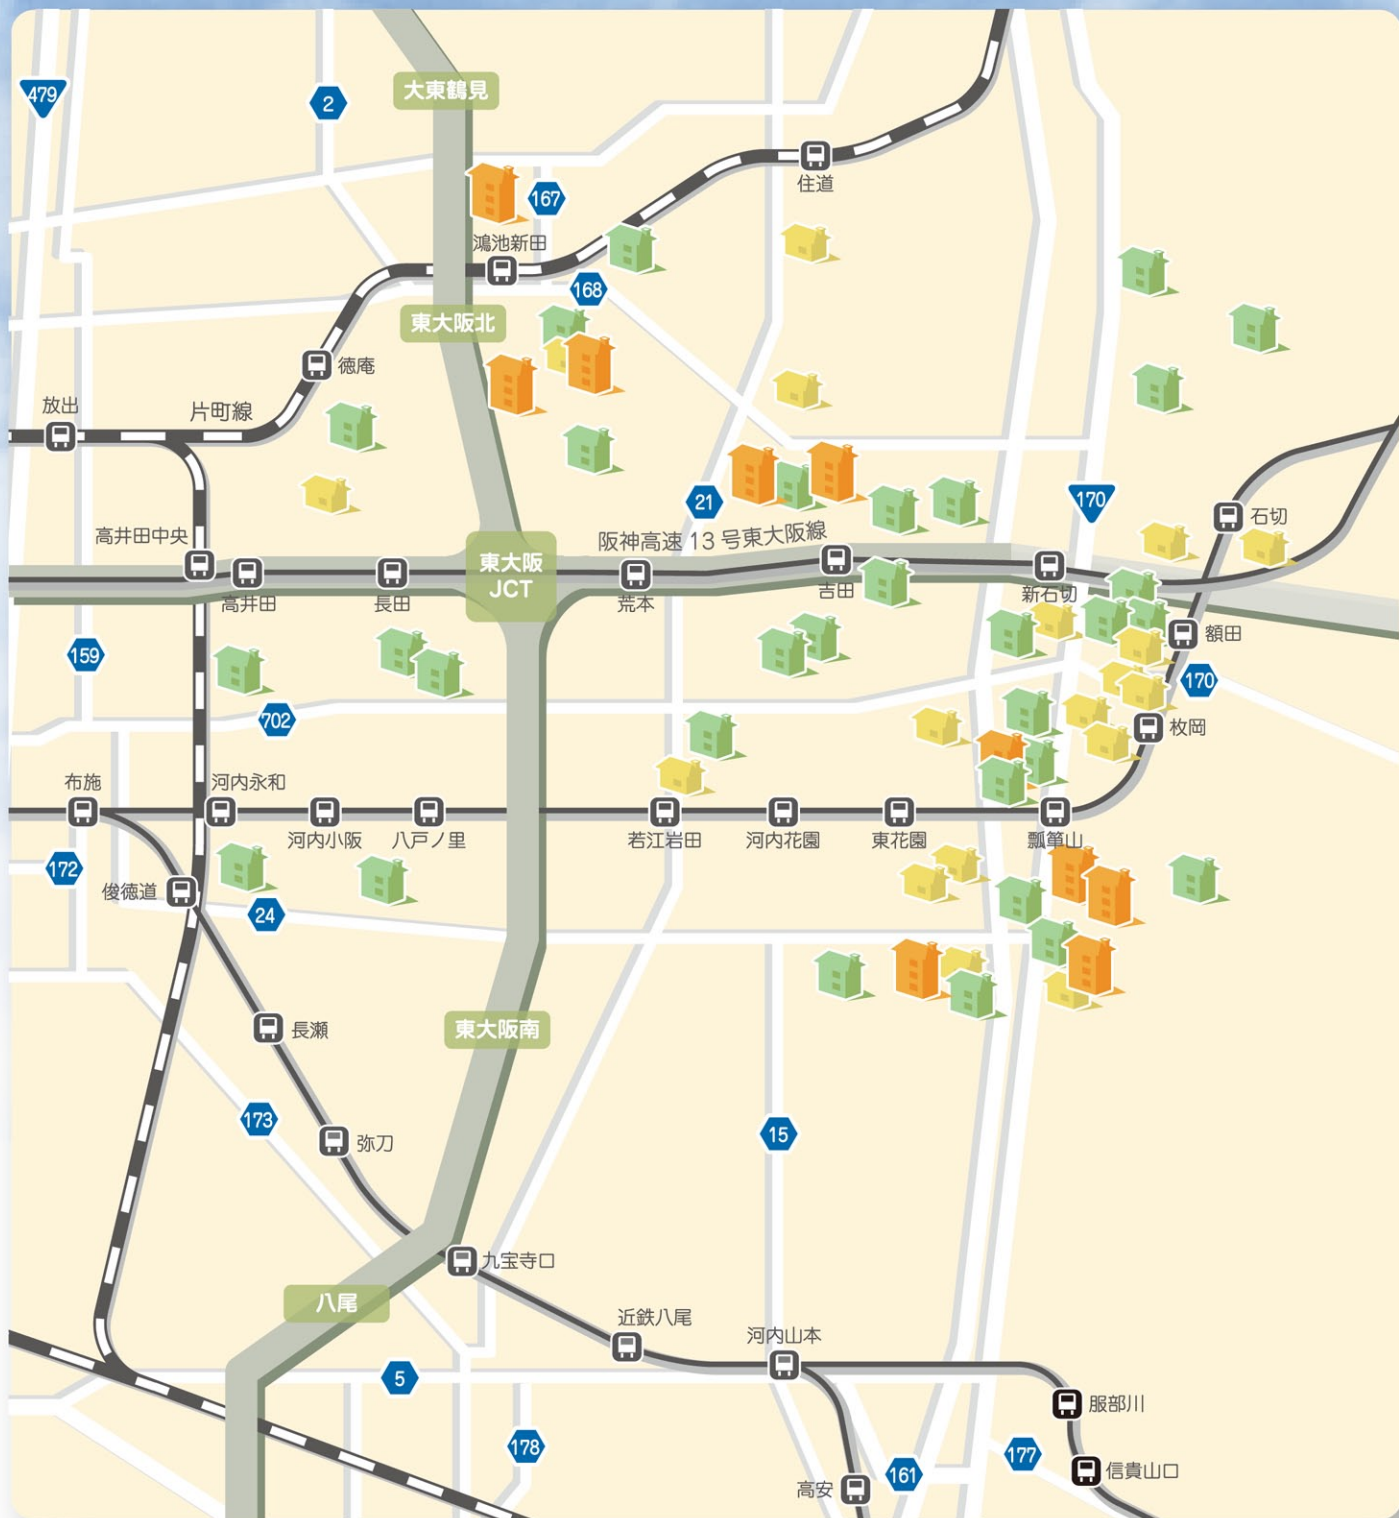 大東鶴見
479
2
住道
167
鴻池新田
168
東大阪北
徳庵
放出
片町線
21
170
石切
高井田中央
阪神高速 13 号東大阪線
東大阪
JCT
高井田
長田
荒本
吉田
新石切
額田
159
170
702
枚岡
布施
河内永和
河内小阪
八戸ノ里
若江岩田
河内花園
東花園
瓢箪山
172
俊徳道
24
東大阪南
長瀬
173
弥刀
15
九宝寺口
八尾
近鉄八尾
河内山本
5
服部川
178
177
161
信貴山口
高安